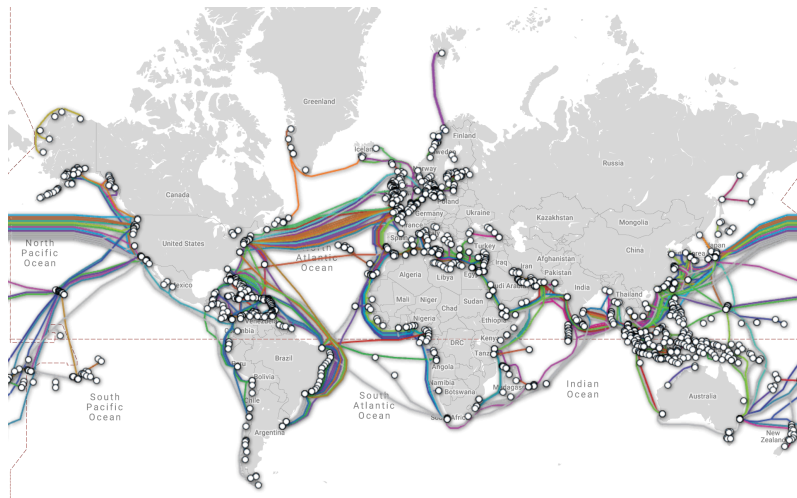 Greenland
Iceland
Finland
Sweden
Norway
Russia
Canada
Poland
Germany
Ukraine
Kazakhstan
Mongolia
France
North
Pacific
Ocean
United States
Spain
Turkey
Japan
China
Atlantic
Ocean
Iraq
Iran
Afghanistan
Pakistan
Algeria
Libya
Egypt
Saudi Arabia
Mexico
India
Mali
Niger
Chad
Sudan
Thailand
Nigeria
Ethiopia
DRC
Kenya
Tanzania
Brazil
Peru
Bolivia
Angola
Namibia
Botswana
Madagascar
Indian
Ocean
South
Pacific
Ocean
Chile
South
Atlantic
Ocean
Australia
Argentina
South Africa
New
Zealand